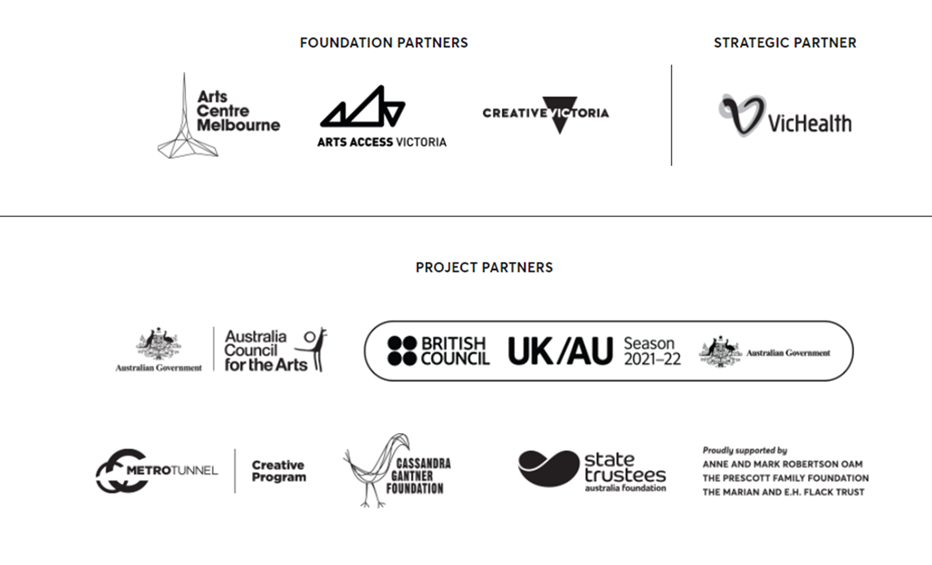 FOUNDATION PARTNERS
STRATEGIC PARTNER
Arts
Centre
Melbourne
ARTS ACCESS VICTORIA
CREATIVE VICTORIA
VicHealth
PROJECT PARTNERS
Australian Government
Australia
Council
for the Arts
BRITISH
COUNCIL
UK/AU
Season
2021–22
Australian Government
METROTUNNEL
Creative
Program
CASSANDRA
GANTNER
FOUNDATION
state
trustees
australia foundation
Proudly supported by
ANNE AND MARK ROBERTSON OAM
THE PRESCOTT FAMILY FOUNDATION
THE MARIAN AND E.H. FLACK TRUST